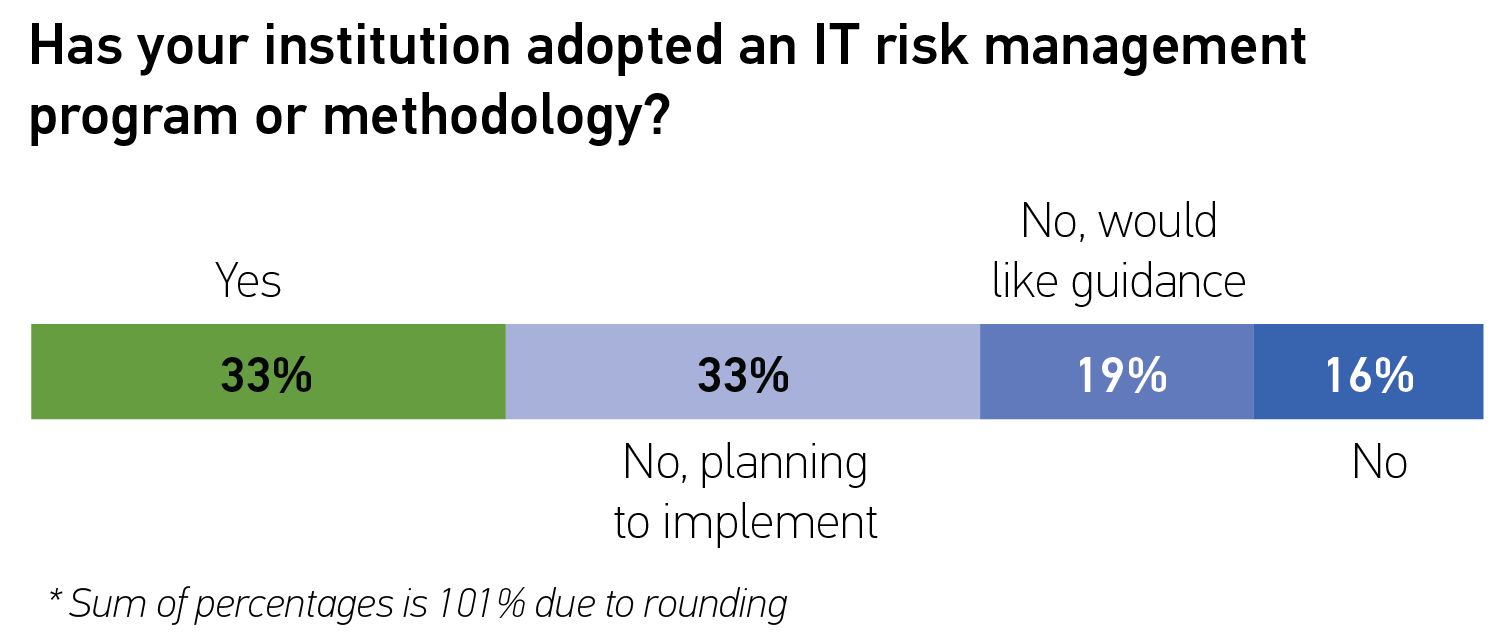 Has your institution adopted an IT risk management
program or methodology?
Yes
No, would
like guidance
33%
33%
19%
16%
No, planning
to implement
No
* Sum of percentages is 101% due to rounding